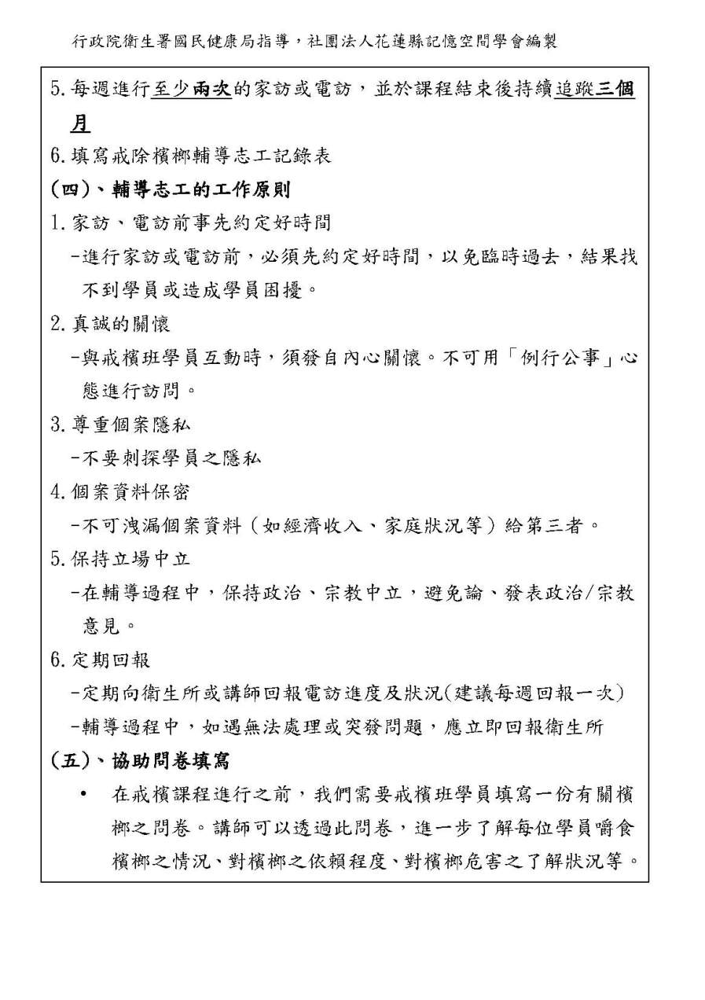 行政院衛生署國民健康局指導，社團法人花蓮縣記憶空間學會編製
5.每週進行至少兩次的家訪或電訪，並於課程結束後持續追蹤三個
月
6.填寫戒除檳榔輔導志工記錄表
(四)、輔導志工的工作原則
1.家訪、電訪前事先約定好時間
-進行家訪或電訪前，必須先約定好時間，以免臨時過去，結果找
不到學員或造成學員困擾。
2.真誠的關懷
-與戒檳班學員互動時，須發自內心關懷。不可用「例行公事」心
態進行訪問。
3.尊重個案隱私
-不要刺探學員之隱私
4.個案資料保密
-不可洩漏個案資料（如經濟收入、家庭狀況等）給第三者。
5.保持立場中立
-在輔導過程中，保持政治、宗教中立，避免論、發表政治/宗教
意見。
6.定期回報
-定期向衛生所或講師回報電訪進度及狀況(建議每週回報一次)
-輔導過程中，如遇無法處理或突發問題，應立即回報衛生所
(五)、協助問卷填寫
• 在戒檳課程進行之前，我們需要戒檳班學員填寫一份有關檳
榔之問卷。講師可以透過此問卷，進一步了解每位學員嚼食
檳榔之情況、對檳榔之依賴程度、對檳榔危害之了解狀況等。